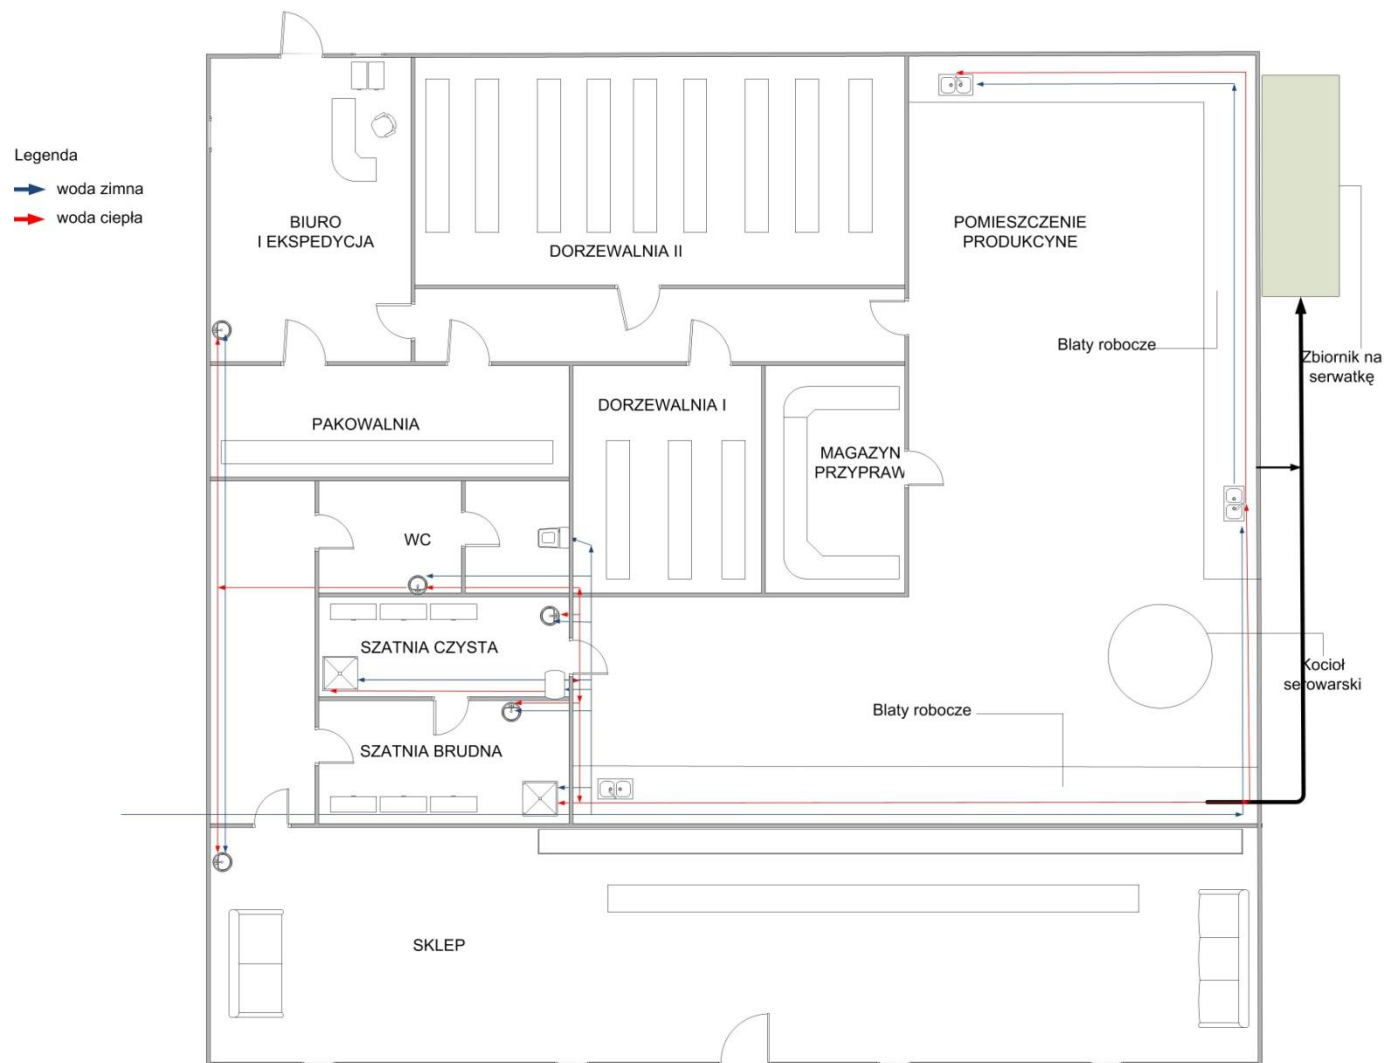 Legenda
woda zimna
woda ciepła
BIURO
I EKSPEDYCJA
DORZEWALNIA II
POMIESZCZENIE
PRODUKCYNE
Blaty robocze
Zbiornik na
serwatkę
PAKOWALNIA
DORZEWALNIA I
MAGAZYN
PRZYPRAW
WC
SZATNIA CZYSTA
Kocioł
serowarski
Blaty robocze
SZATNIA BRUDNA
SKLEP